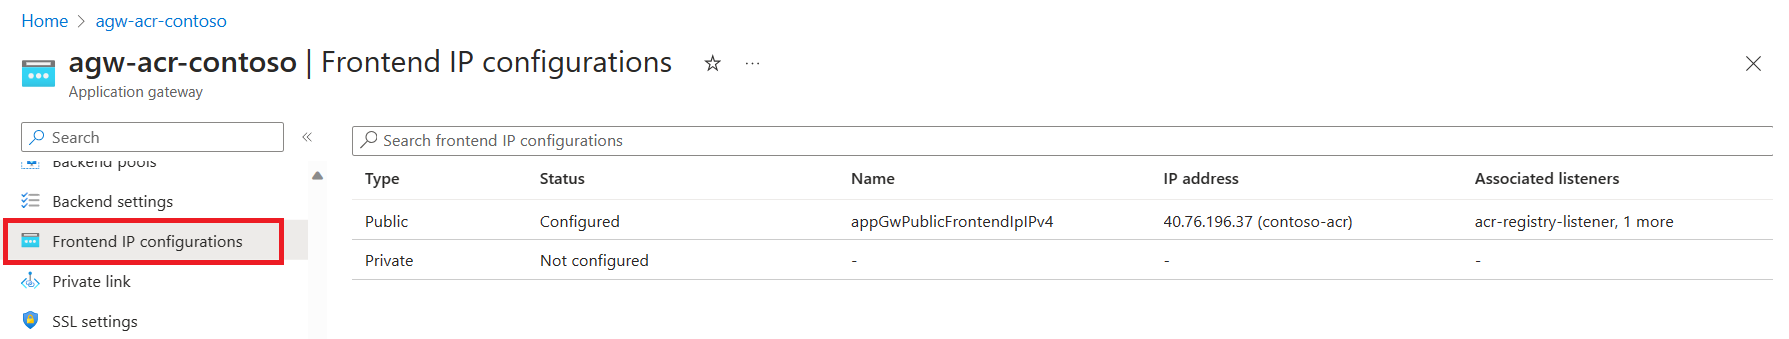 Home > agw-acr-contoso
agw-acr-contoso | Frontend IP configurations
Application gateway
Search
Search frontend IP configurations
Backend pools
Backend settings
Frontend IP configurations
Private link
SSL settings
Type Status Name IP address Associated listeners
Public Configured appGwPublicFrontendIpIPv4 40.76.196.37 (contoso-acr) acr-registry-listener, 1 more
Private Not configured - - -